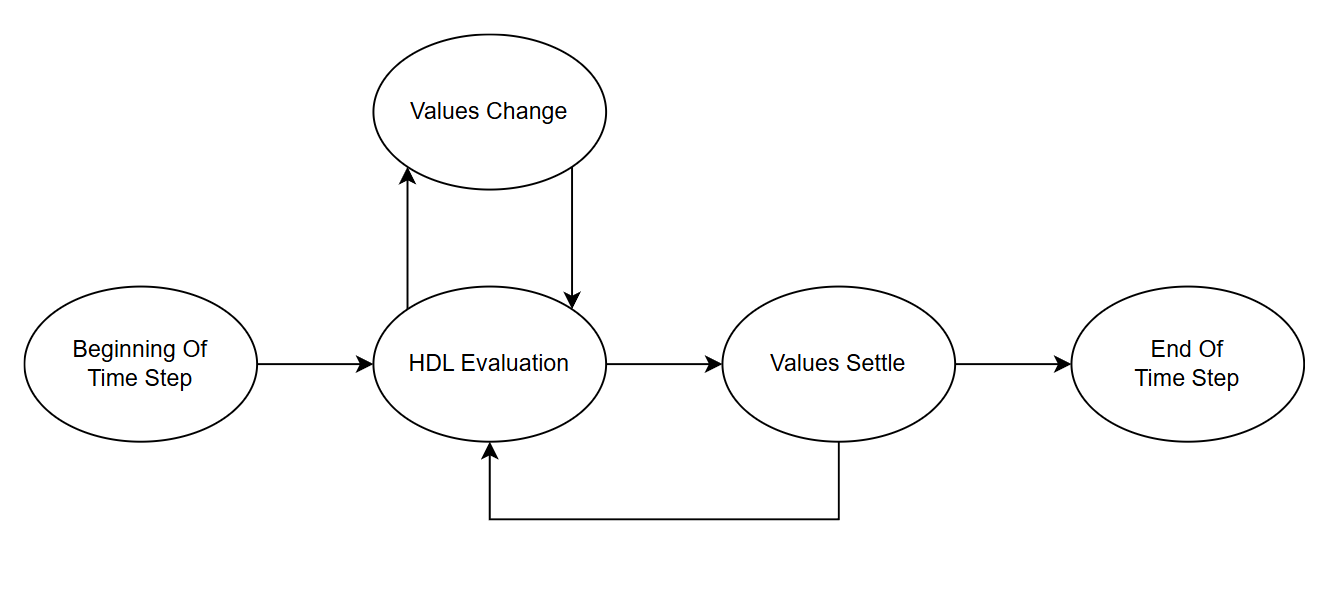 Values Change
Beginning Of
Time Step
HDL Evaluation
Values Settle
End Of
Time Step